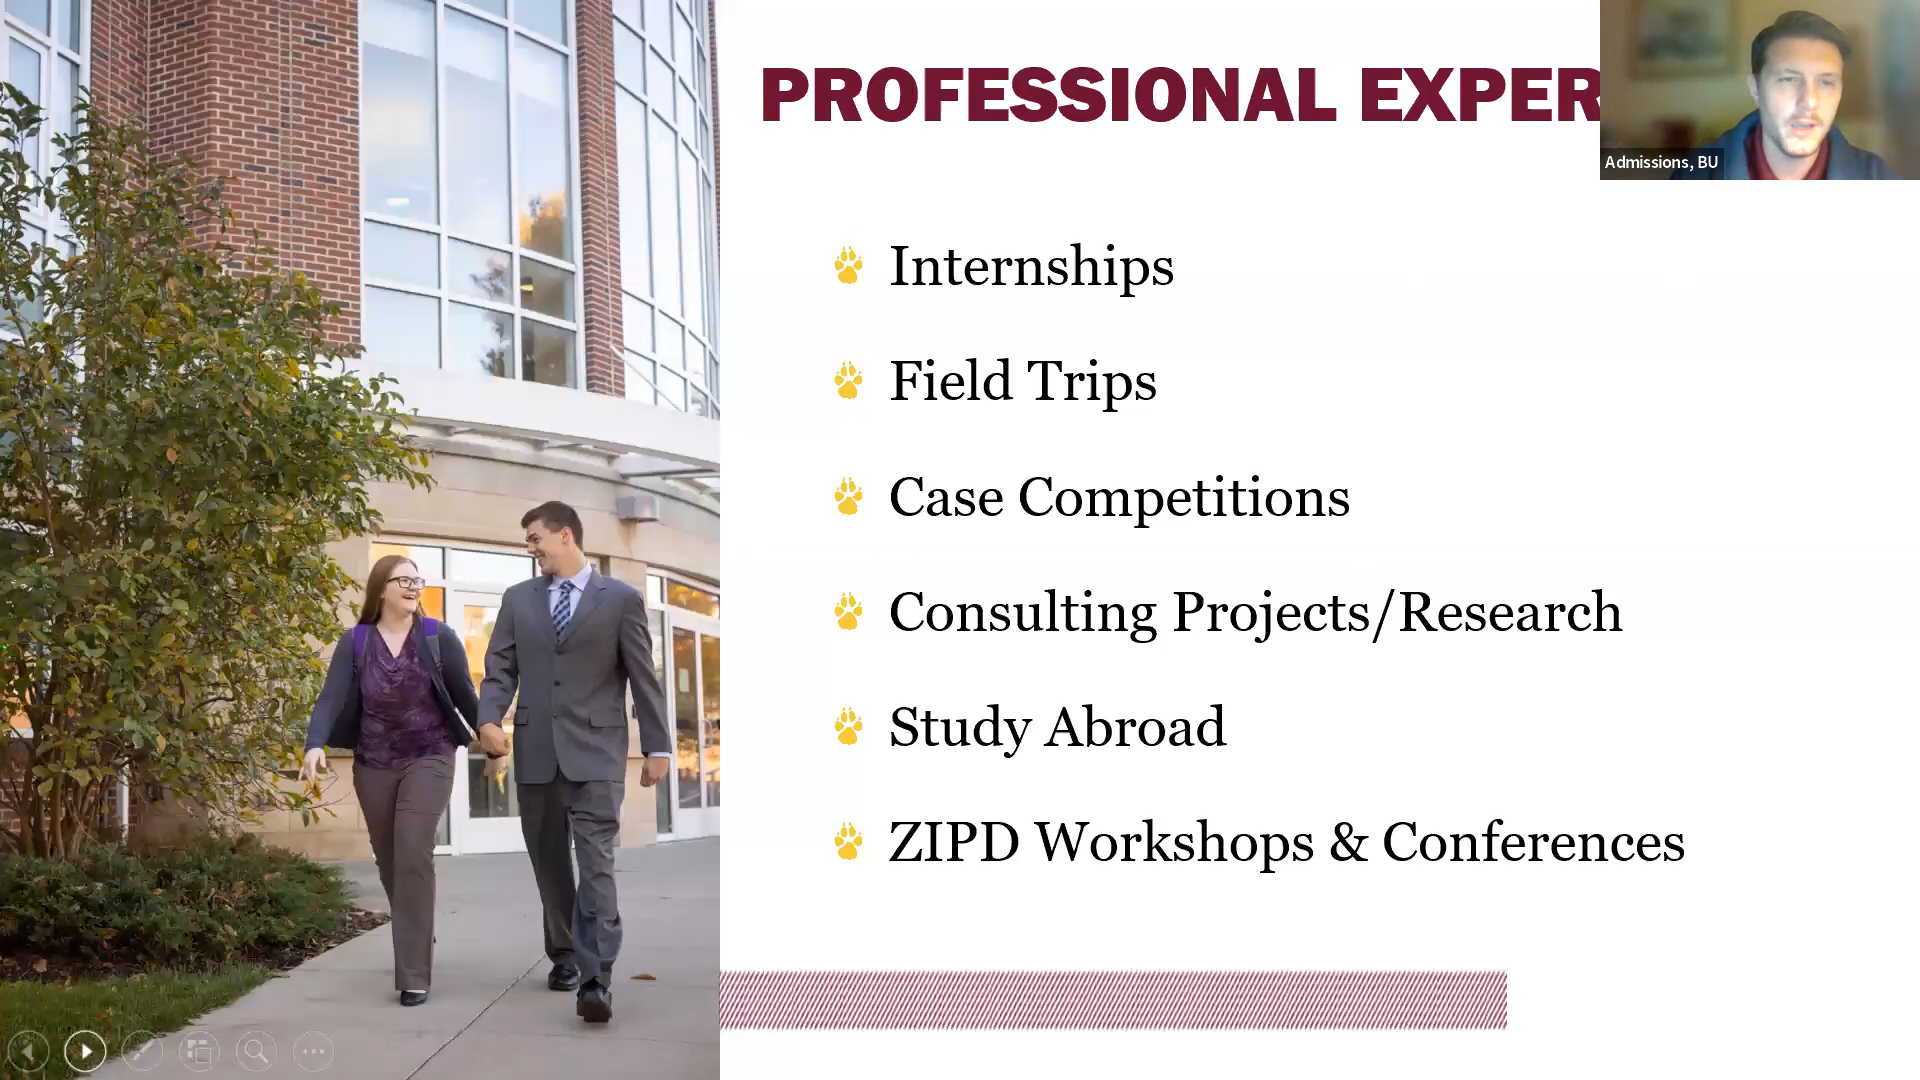 PROFESSIONAL EXPER
Admissions, BU
Internships
Field Trips
Case Competitions
Consulting Projects/Research
Study Abroad
ZIPD Workshops & Conferences